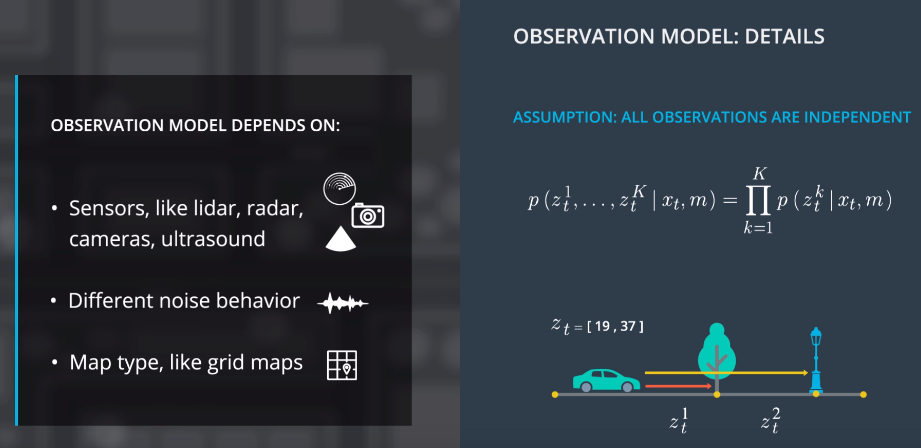 OBSERVATION MODEL DEPENDS ON:
• Sensors, like lidar, radar,
cameras, ultrasound
• Different noise behavior
• Map type, like grid maps
OBSERVATION MODEL: DETAILS
ASSUMPTION: ALL OBSERVATIONS ARE INDEPENDENT
p(z_t^1, . . . , z_t^K | x_t, m) = ∏_{k=1}^{K} p(z_t^k | x_t, m)
z_t = [ 19 , 37 ]
z_t^1 z_t^2